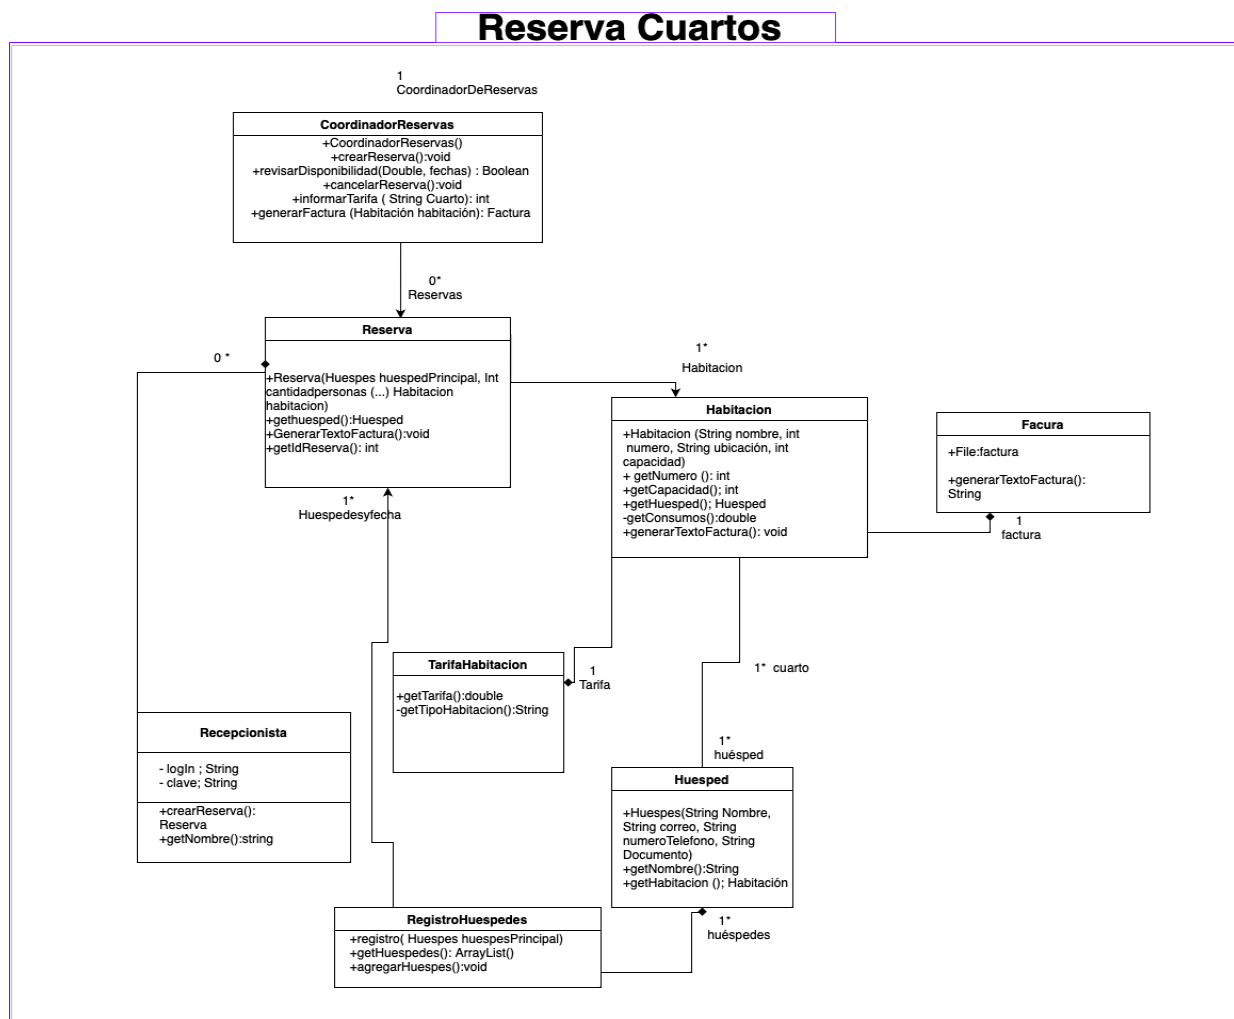 Reserva Cuartos
1
CoordinadorDeReservas
CoordinadorReservas
+CoordinadorReservas()
+crearReserva():void
+revisarDisponibilidad(Double, fechas) : Boolean
+cancelarReserva():void
+informarTarifa ( String Cuarto): int
+generarFactura (Habitación habitación): Factura
0*
Reservas
Reserva
+Reserva(Huespes huespedPrincipal, Int
cantidadpersonas (...) Habitacion
habitacion)
+gethuesped():Huesped
+GenerarTextoFactura():void
+getIdReserva(): int
0 *
1*
Habitacion
1*
Huespedesyfecha
Habitacion
+Habitacion (String nombre, int
numero, String ubicación, int
capacidad)
+ getNumero (): int
+getCapacidad(); int
+getHuesped(); Huesped
-getConsumos():double
+generarTextoFactura(): void
Facura
+File:factura
+generarTextoFactura():
String
1
factura
TarifaHabitacion
+getTarifa():double
-getTipoHabitacion():String
1
Tarifa
1* cuarto
1*
huésped
Recepcionista
- logIn ; String
- clave; String
+crearReserva():
Reserva
+getNombre():string
Huesped
+Huespes(String Nombre,
String correo, String
numeroTelefono, String
Documento)
+getNombre():String
+getHabitacion (); Habitación
1*
huéspedes
RegistroHuespedes
+registro( Huespes huespesPrincipal)
+getHuespedes(): ArrayList()
+agregarHuespes():void